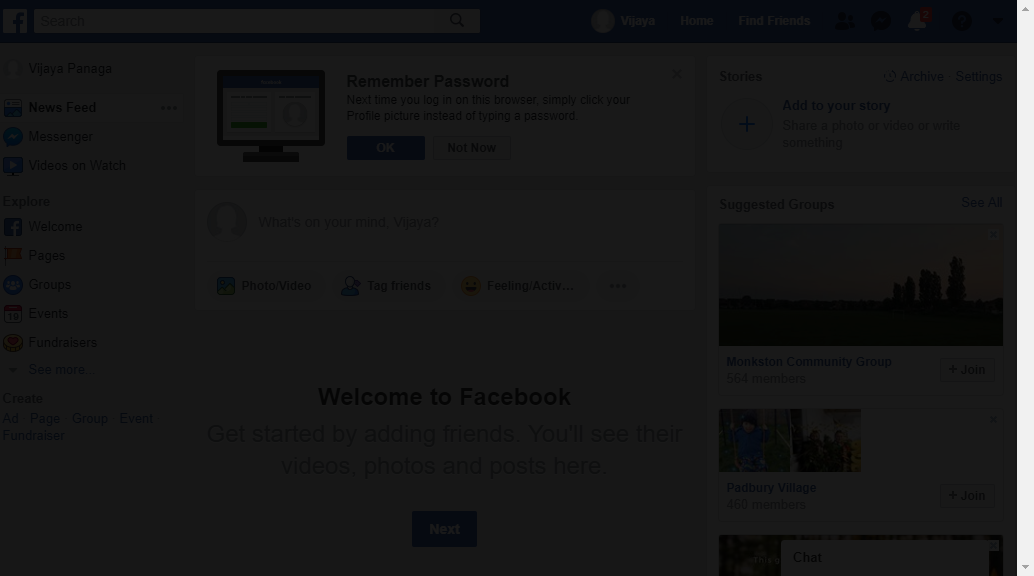 Search
Vijaya
Home
Find Friends
2
Vijaya Panaga
News Feed
Messenger
Videos on Watch
Explore
Welcome
Pages
Groups
Events
Fundraisers
See more...
Create
Ad · Page · Group · Event ·
Fundraiser
Remember Password
Next time you log in on this browser, simply click your
Profile picture instead of typing a password.
OK
Not Now
What's on your mind, Vijaya?
Photo/Video
Tag friends
Feeling/Activ...
Welcome to Facebook
Get started by adding friends. You'll see their
videos, photos and posts here.
Next
Stories
Archive
Settings
Add to your story
Share a photo or video or write
something
Suggested Groups
See All
Monkston Community Group
564 members
+ Join
Padbury Village
460 members
+ Join
Chat